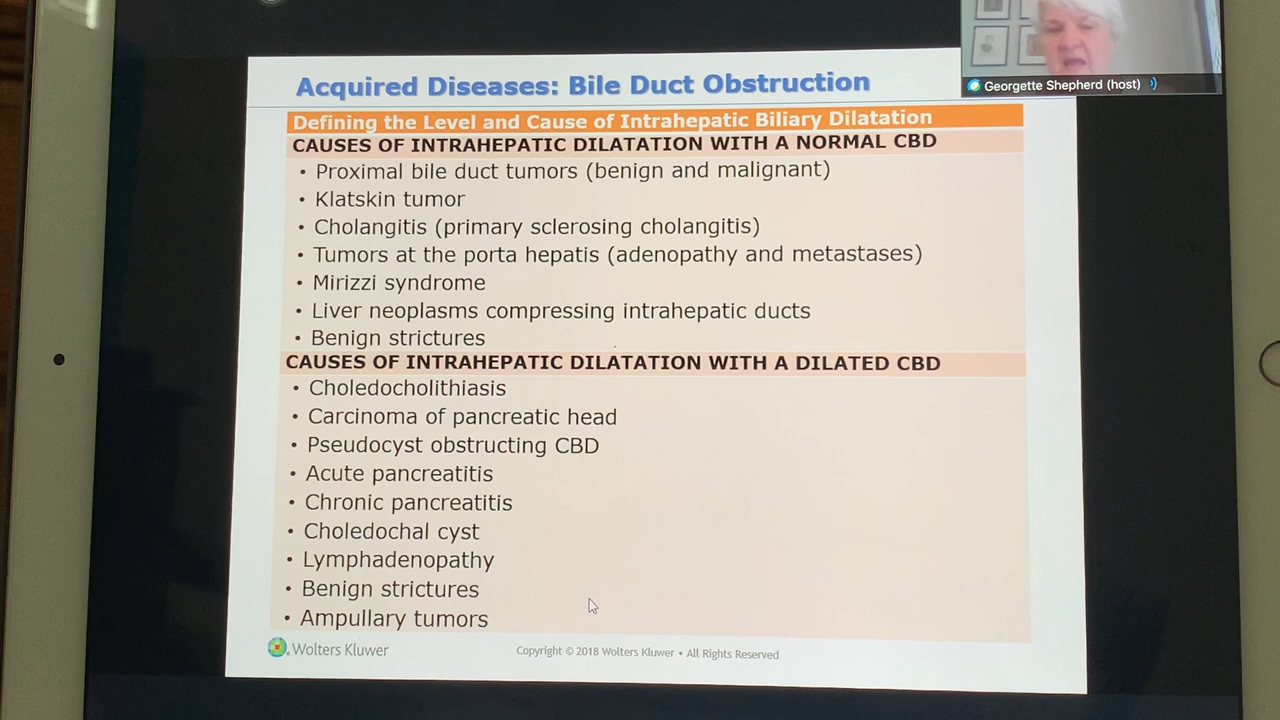 Acquired Diseases: Bile Duct Obstruction
Georgette Shepherd (host)
Defining the Level and Cause of Intrahepatic Biliary Dilatation
CAUSES OF INTRAHEPATIC DILATATION WITH A NORMAL CBD
• Proximal bile duct tumors (benign and malignant)
• Klatskin tumor
• Cholangitis (primary sclerosing cholangitis)
• Tumors at the porta hepatis (adenopathy and metastases)
• Mirizzi syndrome
• Liver neoplasms compressing intrahepatic ducts
• Benign strictures
CAUSES OF INTRAHEPATIC DILATATION WITH A DILATED CBD
• Choledocholithiasis
• Carcinoma of pancreatic head
• Pseudocyst obstructing CBD
• Acute pancreatitis
• Chronic pancreatitis
• Choledochal cyst
• Lymphadenopathy
• Benign strictures
• Ampullary tumors
Wolters Kluwer
Copyright © 2018 Wolters Kluwer • All Rights Reserved